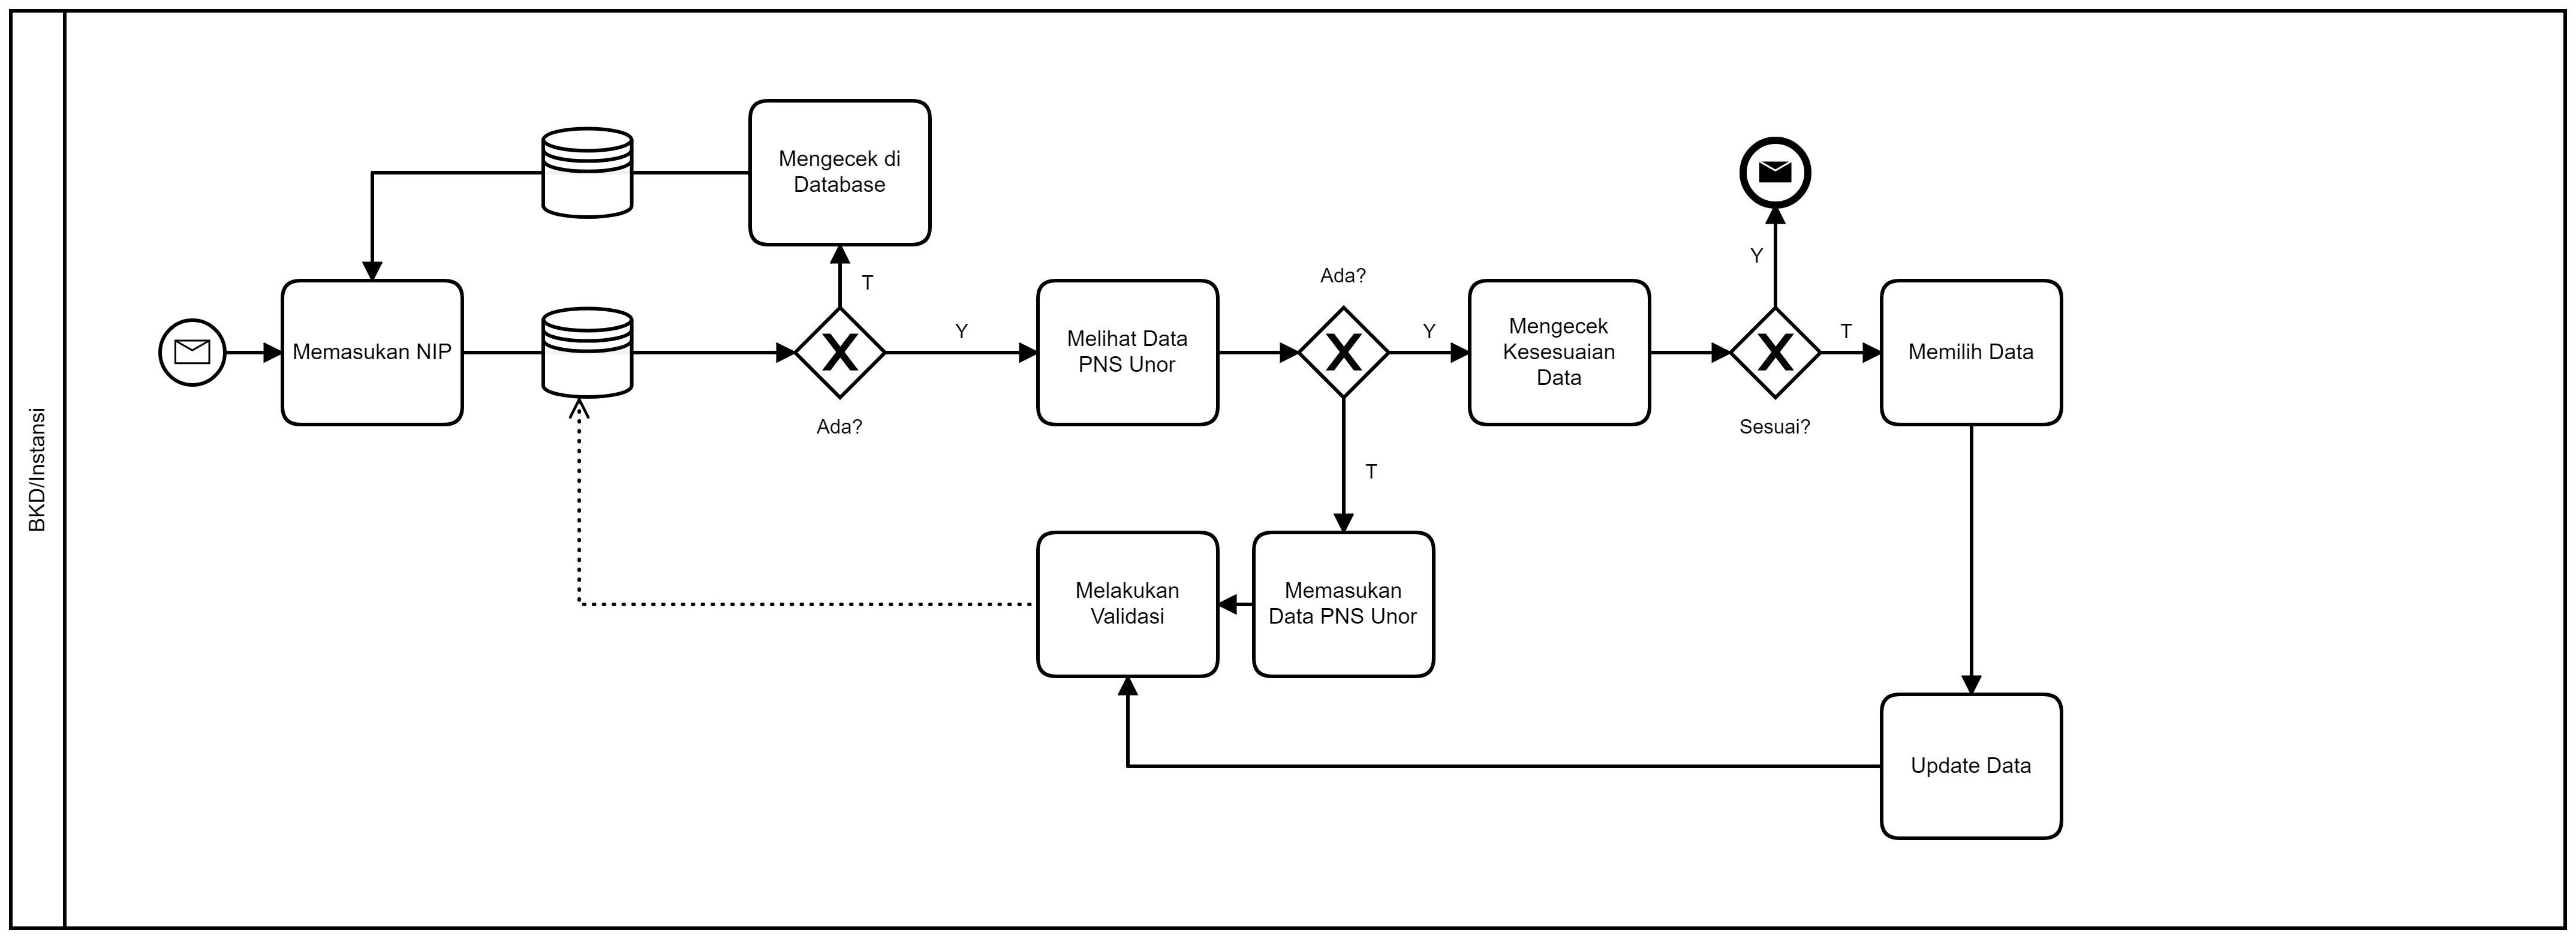 BKD/Instansi
Mengecek di
Database
T
Memasukan NIP
Ada?
Y
Melihat Data
PNS Unor
Ada?
Y
T
Mengecek
Kesesuaian
Data
Y
Sesuai?
T
Memilih Data
Melakukan
Validasi
Memasukan
Data PNS Unor
Update Data